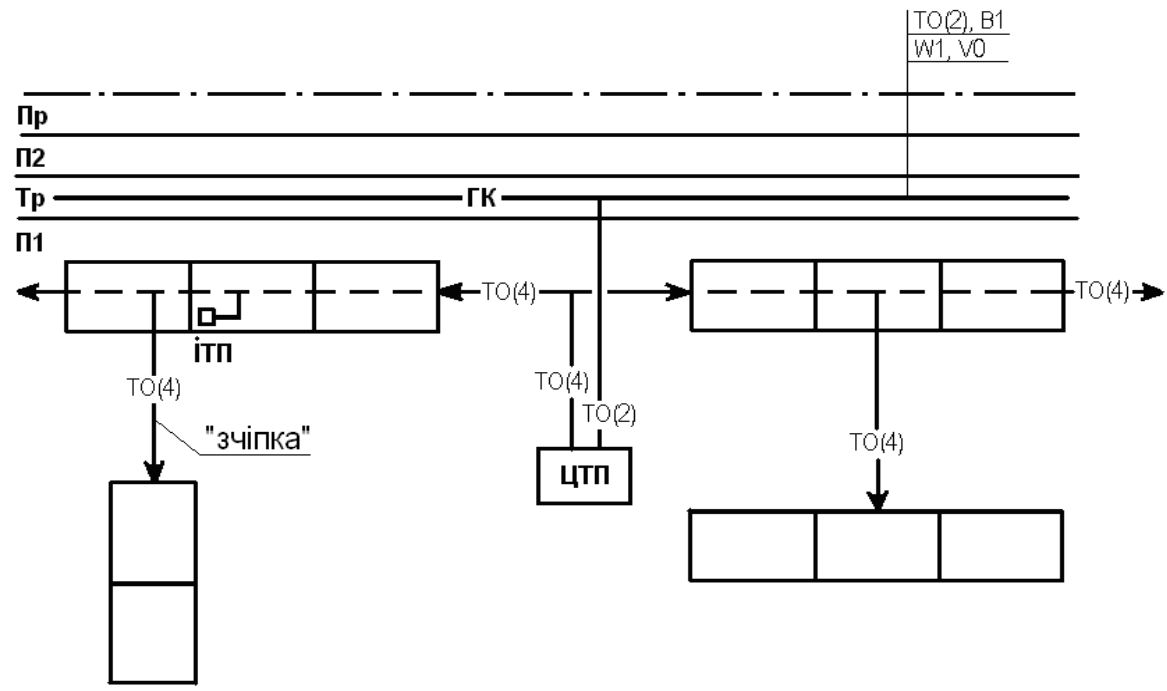 ТО(2), В1
W1, V0
Пр
П2
Тр
ГК
П1
ТО(4)
ТО(4)
ІТП
ТО(4)
ТО(4)
ТО(2)
"зчіпка"
ТО(4)
ЦТП